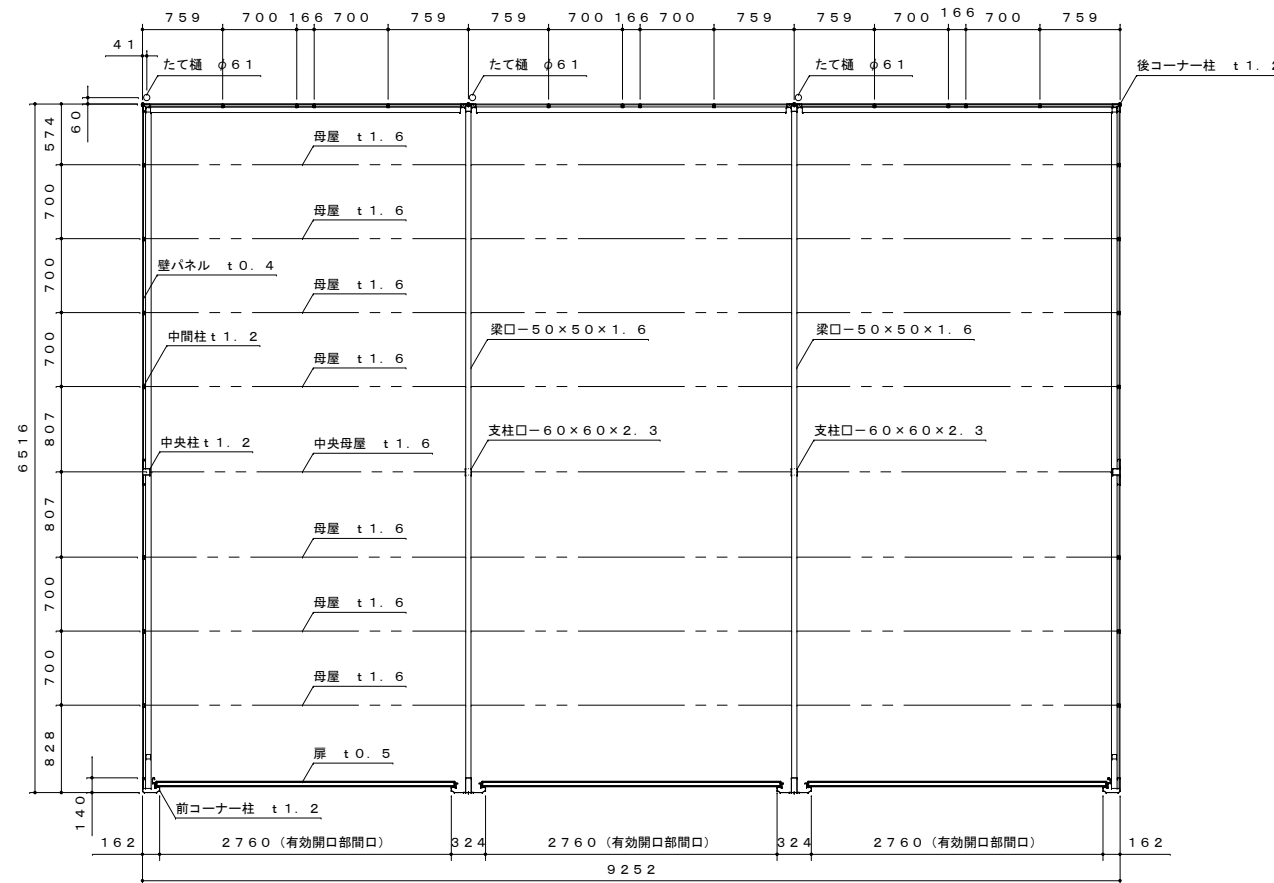 759 700 166 700 759 759 700 166 700 759 759 700 166 700 759
41
たて樋 φ61 たて樋 φ61 たて樋 φ61 後コーナー柱 t1.2
60
574
母屋 t1.6
700
母屋 t1.6
700
壁パネル t0.4
母屋 t1.6
700
中間柱t1.2
梁口-50×50×1.6 梁口-50×50×1.6
母屋 t1.6
807
6516
中央柱t1.2 中央母屋 t1.6 支柱口-60×60×2.3 支柱口-60×60×2.3
807
母屋 t1.6
700
母屋 t1.6
700
母屋 t1.6
828
扉 t0.5
140
前コーナー柱 t1.2
162 2760(有効開口部間口) 324 2760(有効開口部間口) 324 2760(有効開口部間口) 162
9252